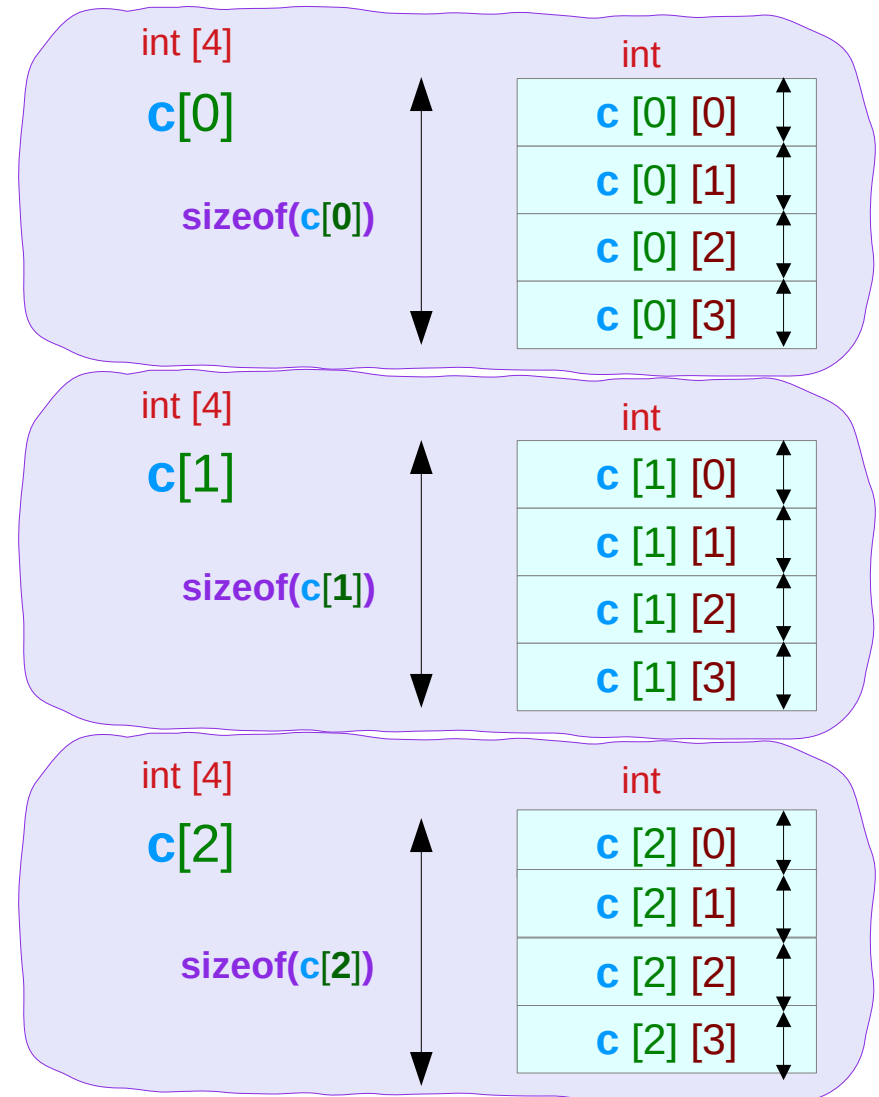 int [4]
int
c[0]
c [0] [0]
c [0] [1]
sizeof(c[0])
c [0] [2]
c [0] [3]
int [4]
int
c[1]
c [1] [0]
c [1] [1]
sizeof(c[1])
c [1] [2]
c [1] [3]
int [4]
int
c[2]
c [2] [0]
c [2] [1]
sizeof(c[2])
c [2] [2]
c [2] [3]